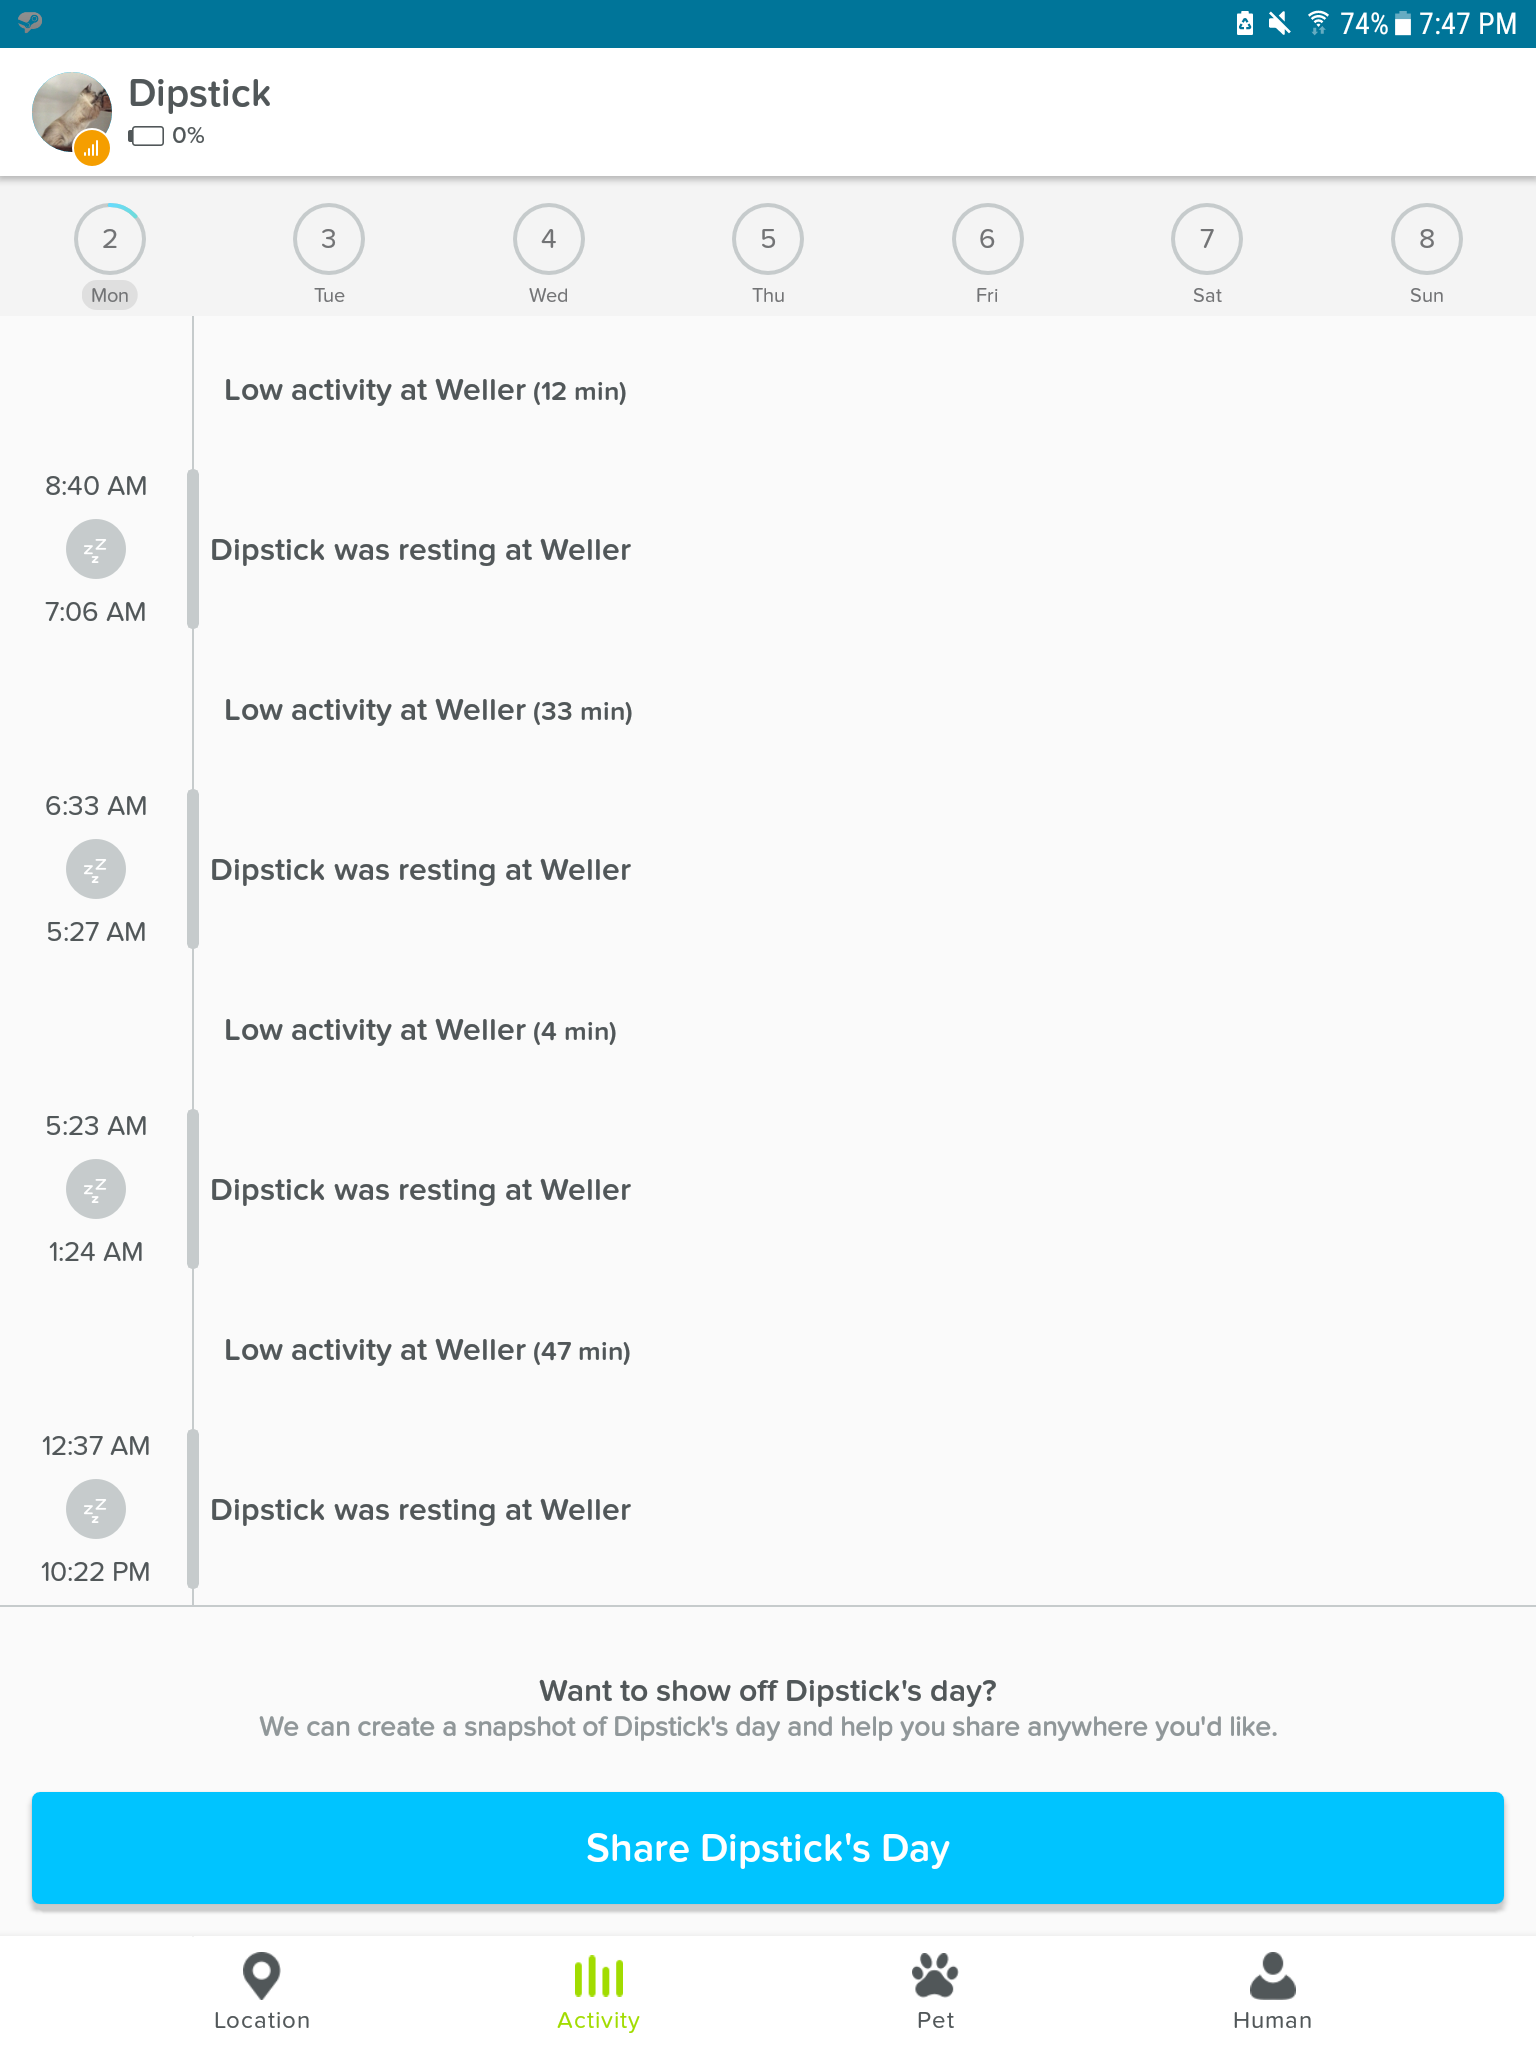 74% 7:47 PM
Dipstick
0%
2 3 4 5 6 7 8
Mon Tue Wed Thu Fri Sat Sun
Low activity at Weller (12 min)
8:40 AM
zzz
Dipstick was resting at Weller
7:06 AM
Low activity at Weller (33 min)
6:33 AM
zzz
Dipstick was resting at Weller
5:27 AM
Low activity at Weller (4 min)
5:23 AM
zzz
Dipstick was resting at Weller
1:24 AM
Low activity at Weller (47 min)
12:37 AM
zzz
Dipstick was resting at Weller
10:22 PM
Want to show off Dipstick's day?
We can create a snapshot of Dipstick's day and help you share anywhere you'd like.
Share Dipstick's Day
Location Activity Pet Human